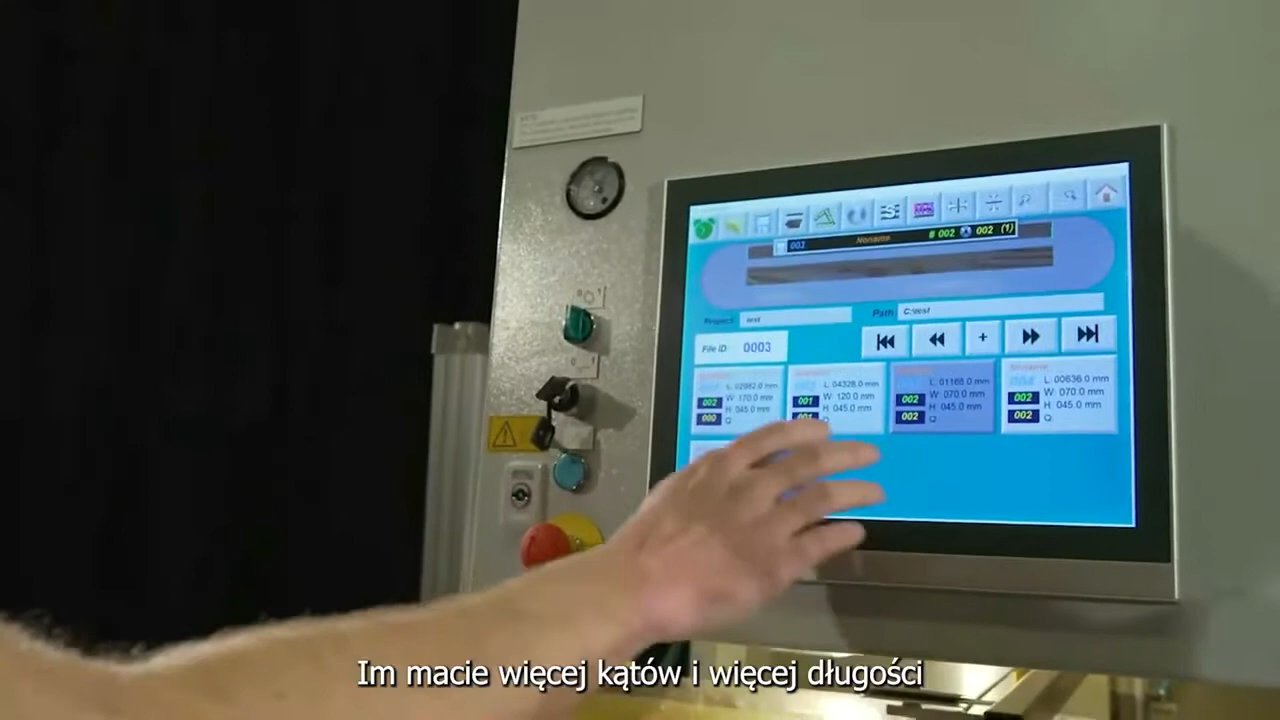 002 Noname # 002 002 (1)
Project: test Path: C:\test
File ID: 0003
L: 02982.0 mm
W: 170.0 mm
H: 045.0 mm
Q:
002
000
L: 04328.0 mm
W: 120.0 mm
H: 045.0 mm
Q:
001
001
L: 01168.0 mm
W: 070.0 mm
H: 045.0 mm
Q:
002
002
Noname
004
L: 00636.0 mm
W: 070.0 mm
H: 045.0 mm
Q:
002
002
Im macie więcej kątów i więcej długości